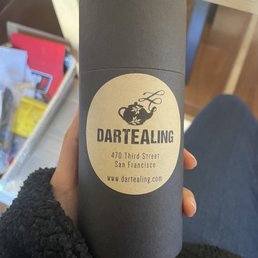 DARTEALING
470 Third Street
San Francisco
www.dartealing.com